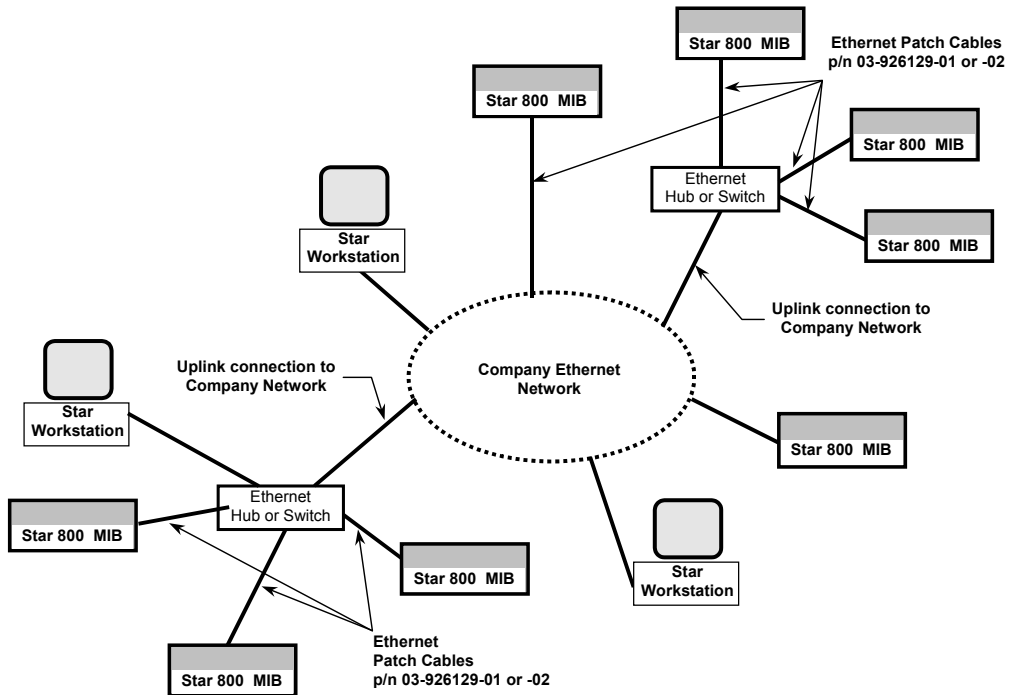 Star 800 MIB
Ethernet Patch Cables
p/n 03-926129-01 or -02
Star 800 MIB
Star 800 MIB
Ethernet
Hub or Switch
Star 800 MIB
Star
Workstation
Uplink connection to
Company Network
Company Ethernet
Network
Uplink connection to
Company Network
Star
Workstation
Star 800 MIB
Ethernet
Hub or Switch
Star 800 MIB
Star 800 MIB
Star
Workstation
Star 800 MIB
Ethernet
Patch Cables
p/n 03-926129-01 or -02